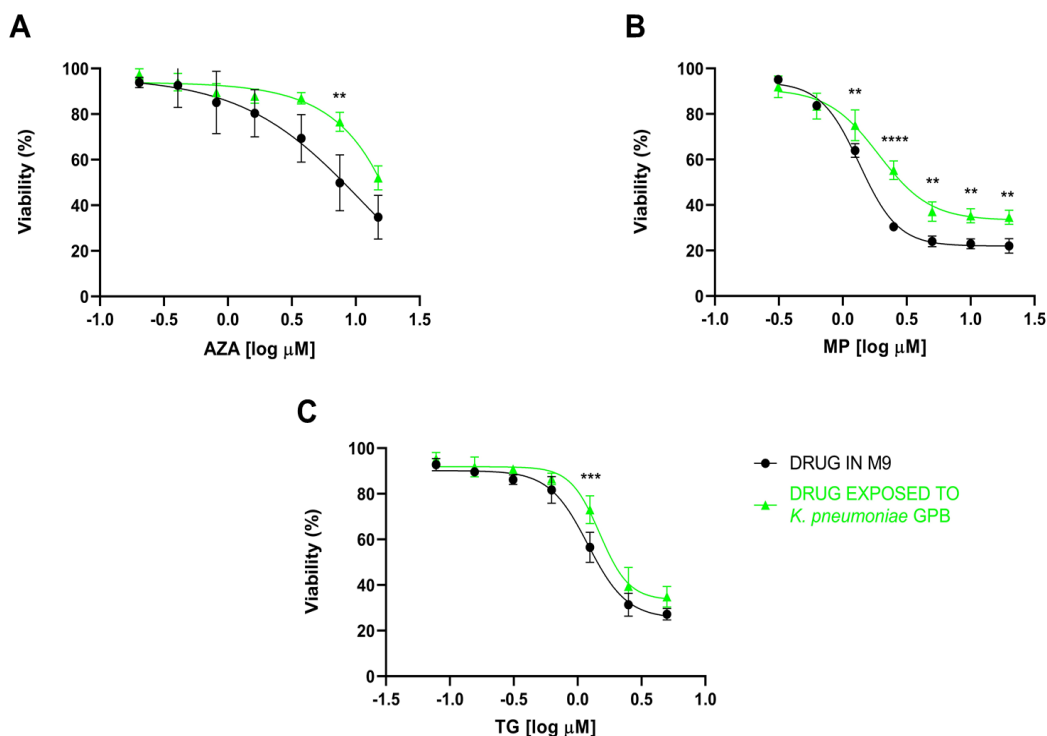 A
Viability (%)
100
80
60
40
20
0
**
-1.0 -0.5 0.0 0.5 1.0 1.5
AZA [log μM]
B
Viability (%)
100
80
60
40
20
0
**
****
**
**
**
-1.0 -0.5 0.0 0.5 1.0 1.5
MP [log μM]
C
Viability (%)
100
80
60
40
20
0
***
-1.5 -1.0 -0.5 0.0 0.5 1.0
TG [log μM]
DRUG IN M9
DRUG EXPOSED TO
K. pneumoniae GPB